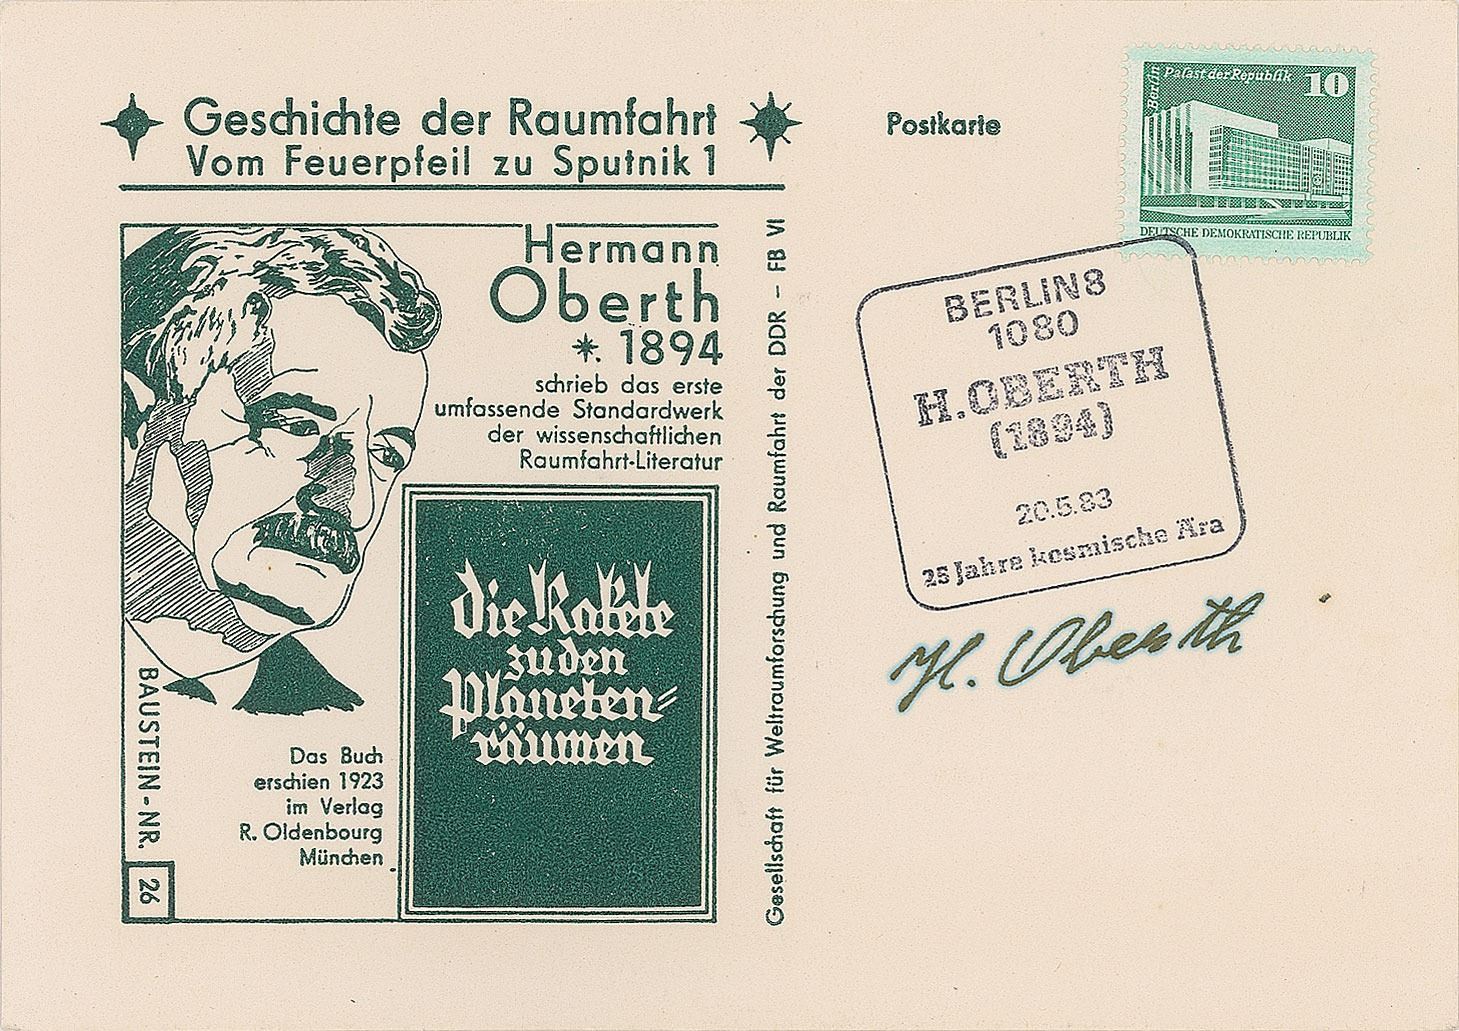 Geschichte der Raumfahrt
Vom Feuerpfeil zu Sputnik 1
Hermann
Oberth
*. 1894
schrieb das erste
umfassende Standardwerk
der wissenschaftlichen
Raumfahrt-Literatur
die Rakete
zu den
Planeten=
räumen
Das Buch
erschien 1923
im Verlag
R. Oldenbourg
München
BAUSTEIN-NR. 26
Gesellschaft für Weltraumforschung und Raumfahrt der DDR - FB VI
Postkarte
Berlin Palast der Republik 10
DEUTSCHE DEMOKRATISCHE REPUBLIK
BERLIN8
1080
H.OBERTH
(1894)
20.5.83
25 Jahre kosmische Ära
H. Oberth